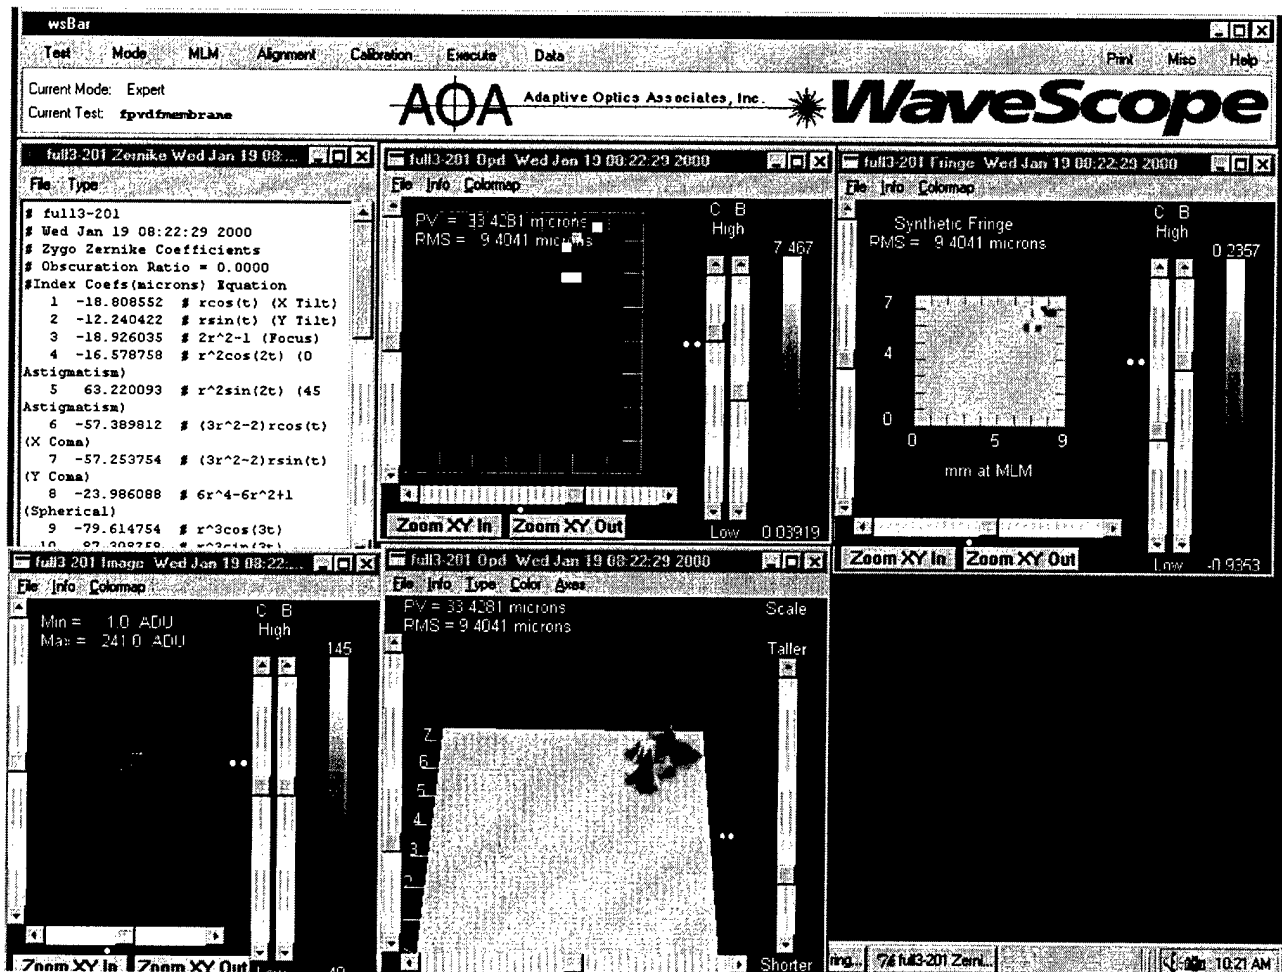 wsBar
Test Mode MLM Alignment Calibration Execute Data Print Misc Help
Current Mode: Expert
Current Test: fpvdfmembrane
AOA Adaptive Optics Associates, Inc. WaveScope
full3-201 Zernike Wed Jan 19 08:...
File Type
# full3-201
# Wed Jan 19 08:22:29 2000
# Zygo Zernike Coefficients
# Obscuration Ratio = 0.0000
#Index Coefs(microns) Equation
1 -18.808552 # rcos(t) (X Tilt)
2 -12.240422 # rsin(t) (Y Tilt)
3 -18.926035 # 2r^2-1 (Focus)
4 -16.578758 # r^2cos(2t) (0
Astigmatism)
5 63.220093 # r^2sin(2t) (45
Astigmatism)
6 -57.389812 # (3r^2-2)rcos(t)
(X Coma)
7 -57.253754 # (3r^2-2)rsin(t)
(Y Coma)
8 -23.986088 # 6r^4-6r^2+1
(Spherical)
9 -79.614754 # r^3cos(3t)
full3-201 Opd Wed Jan 19 08:22:29 2000
File Info Colormap
PV = 33.4281 microns
RMS = 9.4041 microns
C B
High
7.467
Zoom XY In Zoom XY Out
Low 0.03919
full3-201 Fringe Wed Jan 19 08:22:29 2000
File Info Colormap
Synthetic Fringe
RMS = 9.4041 microns
C B
High
0.2357
7
4
0
0 5 9
mm at MLM
Zoom XY In Zoom XY Out
Low -0.9353
full3-201 Image Wed Jan 19 08:22:...
File Info Colormap
Min = 1.0 ADU
Max = 241.0 ADU
C B
High
145
Zoom XY In Zoom XY Out
full3-201 Opd Wed Jan 19 08:22:29 2000
File Info Type Color Axes
PV = 33.4281 microns
RMS = 9.4041 microns
Scale
Taller
7
6
5
4
3
2
Shorter
ring... full3-201 Zerni... 10:21 AM